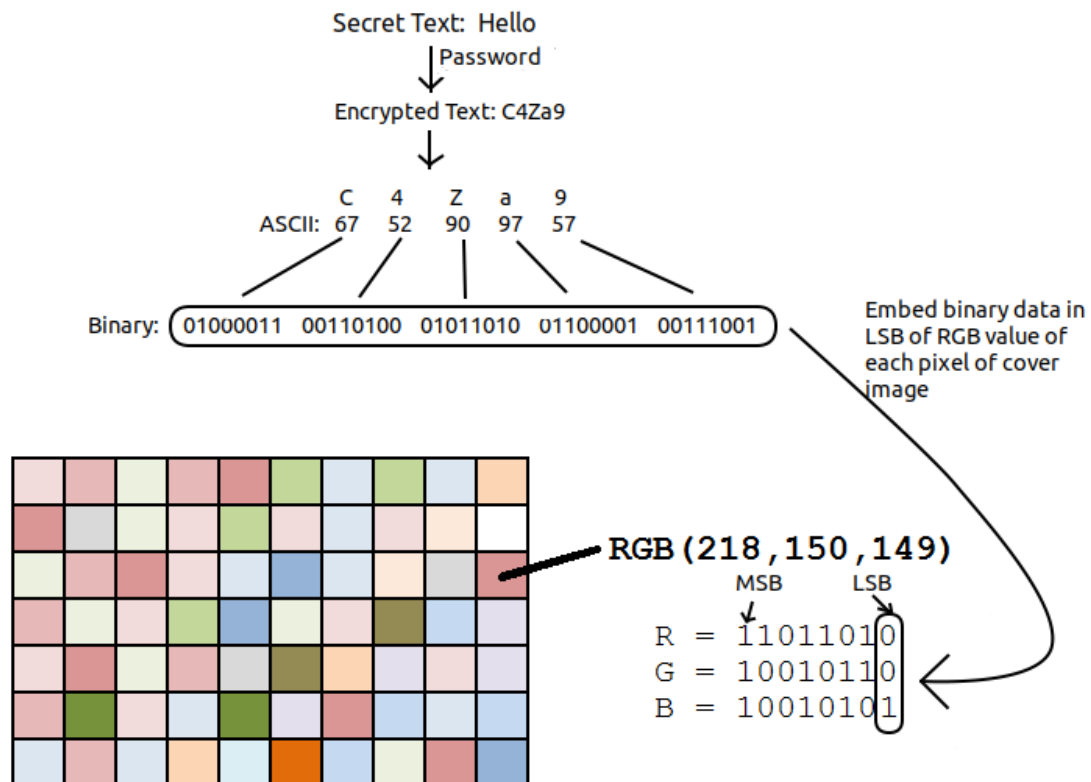 Secret Text: Hello
Password
Encrypted Text: C4Za9
C 4 Z a 9
ASCII: 67 52 90 97 57
Binary: 01000011 00110100 01011010 01100001 00111001
Embed binary data in
LSB of RGB value of
each pixel of cover
image
RGB(218,150,149)
MSB LSB
R = 11011010
G = 10010110
B = 10010101